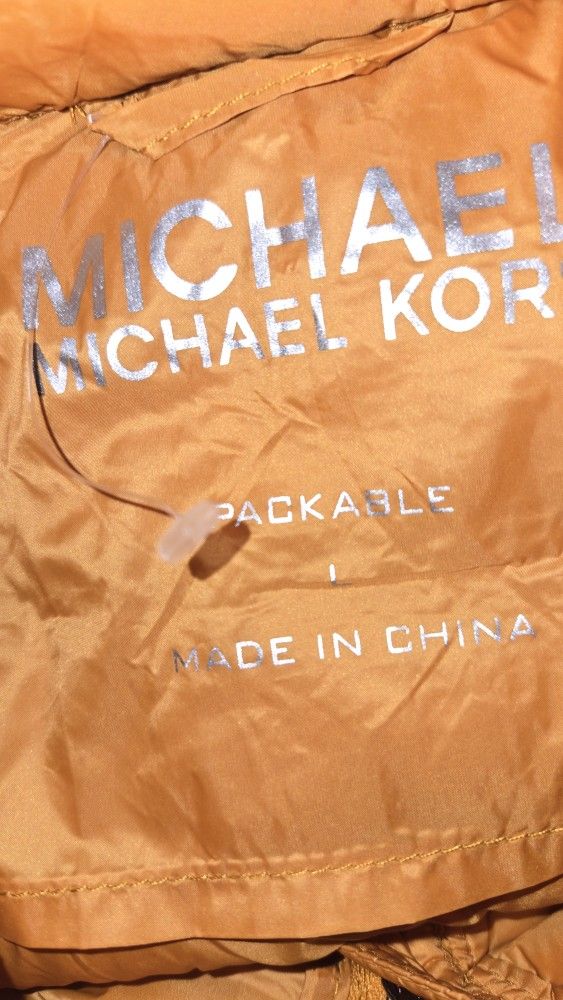 MICHAEL
MICHAEL KOR
PACKABLE
L
MADE IN CHINA